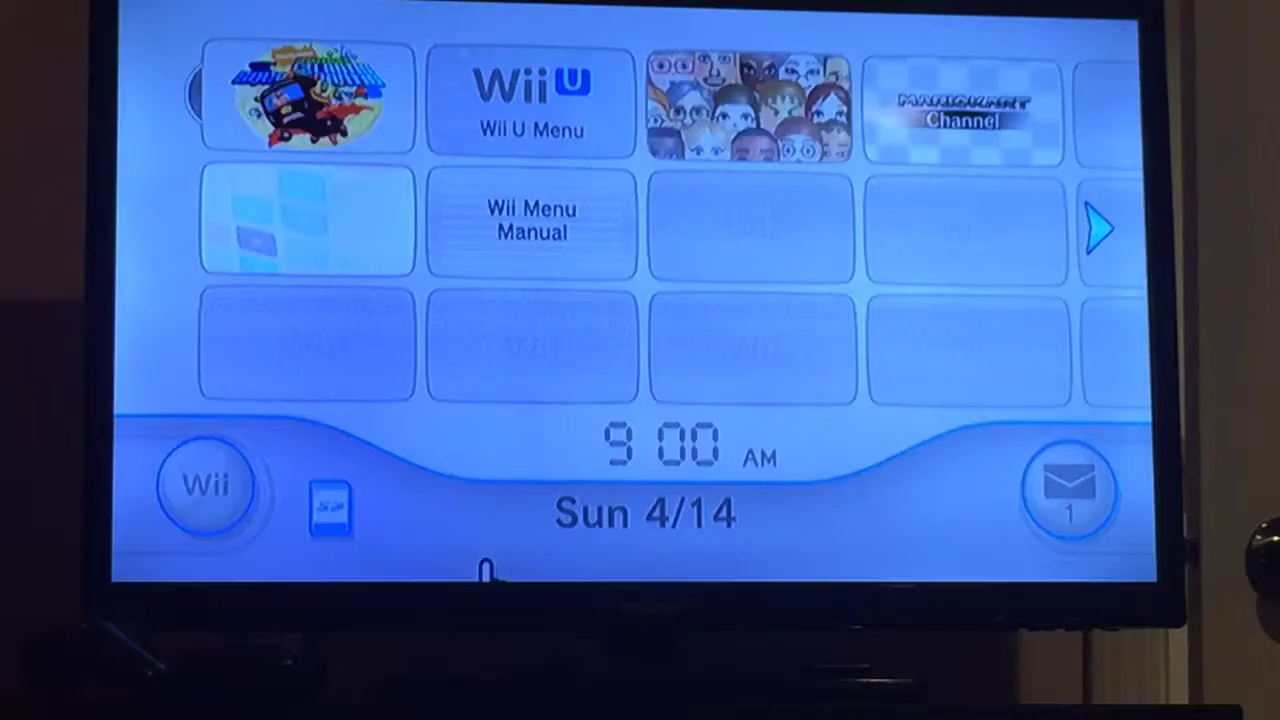 Wii U
Wii U Menu
MARIOKART
Channel
Wii Menu
Manual
9 00 AM
Wii
Sun 4/14
1